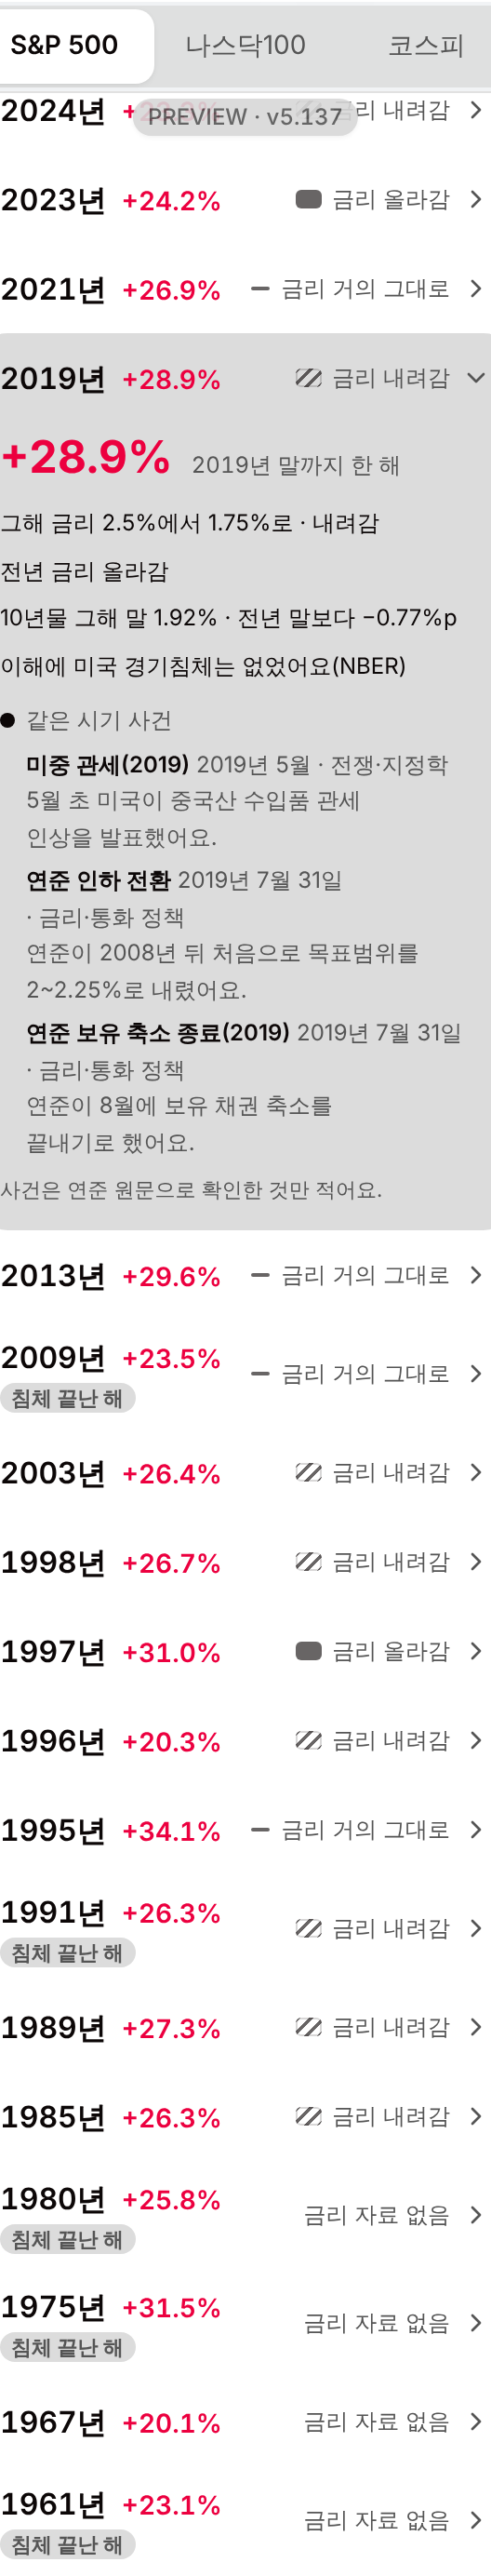 S&P 500
나스닥100
코스피
2024년
PREVIEW · v5.137
금리 내려감
2023년 +24.2% 금리 올라감
2021년 +26.9% 금리 거의 그대로
2019년 +28.9% 금리 내려감
+28.9% 2019년 말까지 한 해
그해 금리 2.5%에서 1.75%로 · 내려감
전년 금리 올라감
10년물 그해 말 1.92% · 전년 말보다 −0.77%p
이해에 미국 경기침체는 없었어요(NBER)
같은 시기 사건
미중 관세(2019) 2019년 5월 · 전쟁·지정학
5월 초 미국이 중국산 수입품 관세
인상을 발표했어요.
연준 인하 전환 2019년 7월 31일
· 금리·통화 정책
연준이 2008년 뒤 처음으로 목표범위를
2~2.25%로 내렸어요.
연준 보유 축소 종료(2019) 2019년 7월 31일
· 금리·통화 정책
연준이 8월에 보유 채권 축소를
끝내기로 했어요.
사건은 연준 원문으로 확인한 것만 적어요.
2013년 +29.6% 금리 거의 그대로
2009년 +23.5% 금리 거의 그대로
침체 끝난 해
2003년 +26.4% 금리 내려감
1998년 +26.7% 금리 내려감
1997년 +31.0% 금리 올라감
1996년 +20.3% 금리 내려감
1995년 +34.1% 금리 거의 그대로
1991년 +26.3% 금리 내려감
침체 끝난 해
1989년 +27.3% 금리 내려감
1985년 +26.3% 금리 내려감
1980년 +25.8% 금리 자료 없음
침체 끝난 해
1975년 +31.5% 금리 자료 없음
침체 끝난 해
1967년 +20.1% 금리 자료 없음
1961년 +23.1% 금리 자료 없음
침체 끝난 해